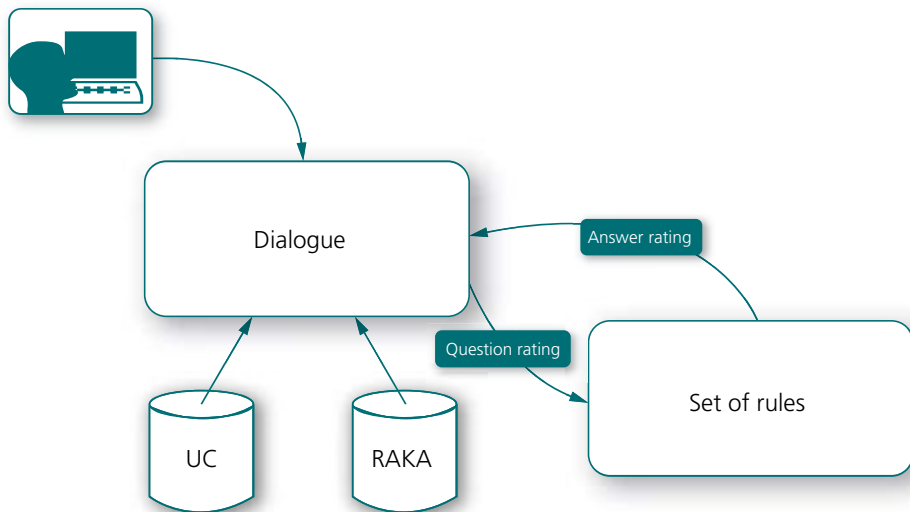 Dialogue
Answer rating
Question rating
Set of rules
UC
RAKA